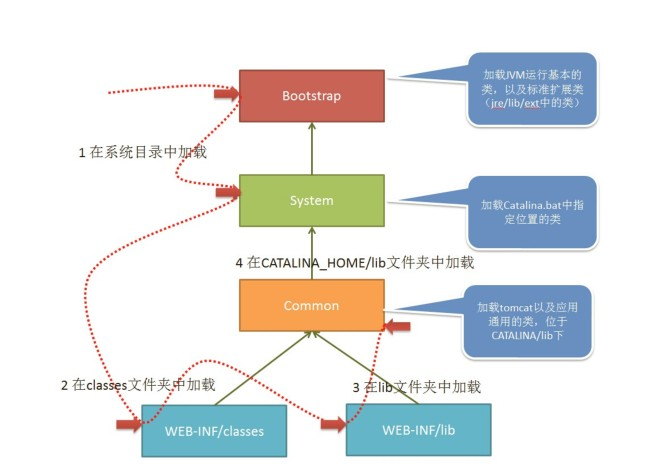 加载JVM运行基本的
类，以及标准扩展类
（jre/lib/ext中的类）
Bootstrap
1 在系统目录中加载
System
加载Catalina.bat中指
定位置的类
4 在CATALINA_HOME/lib文件夹中加载
Common
加载tomcat以及应用
通用的类，位于
CATALINA/lib下
2 在classes文件夹中加载
3 在lib文件夹中加载
WEB-INF/classes
WEB-INF/lib